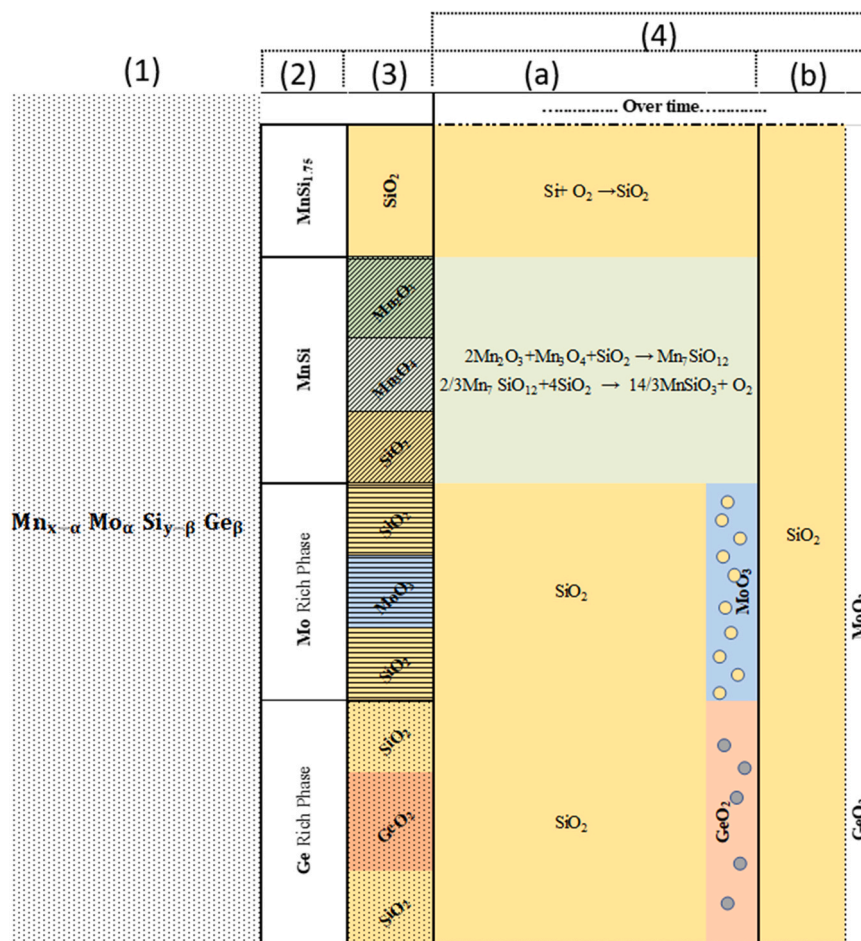 (4)
(1)
(2)
(3)
(a)
(b)
................ Over time..............
MnSi₁.₇₅
SiO₂
Si+ O₂ →SiO₂
MnSi
Mn₂O₃
Mn₃O₄
SiO₂
2Mn₂O₃+Mn₃O₄+SiO₂ → Mn₇SiO₁₂
2/3Mn₇ SiO₁₂+4SiO₂ → 14/3MnSiO₃+ O₂
Mnₓ₋α Moα Siy₋β Geβ
Mo Rich Phase
SiO₂
MoO₃
SiO₂
SiO₂
MoO₃
SiO₂
MoO₃
Ge Rich Phase
SiO₂
GeO₂
SiO₂
SiO₂
GeO₂
GeO₂